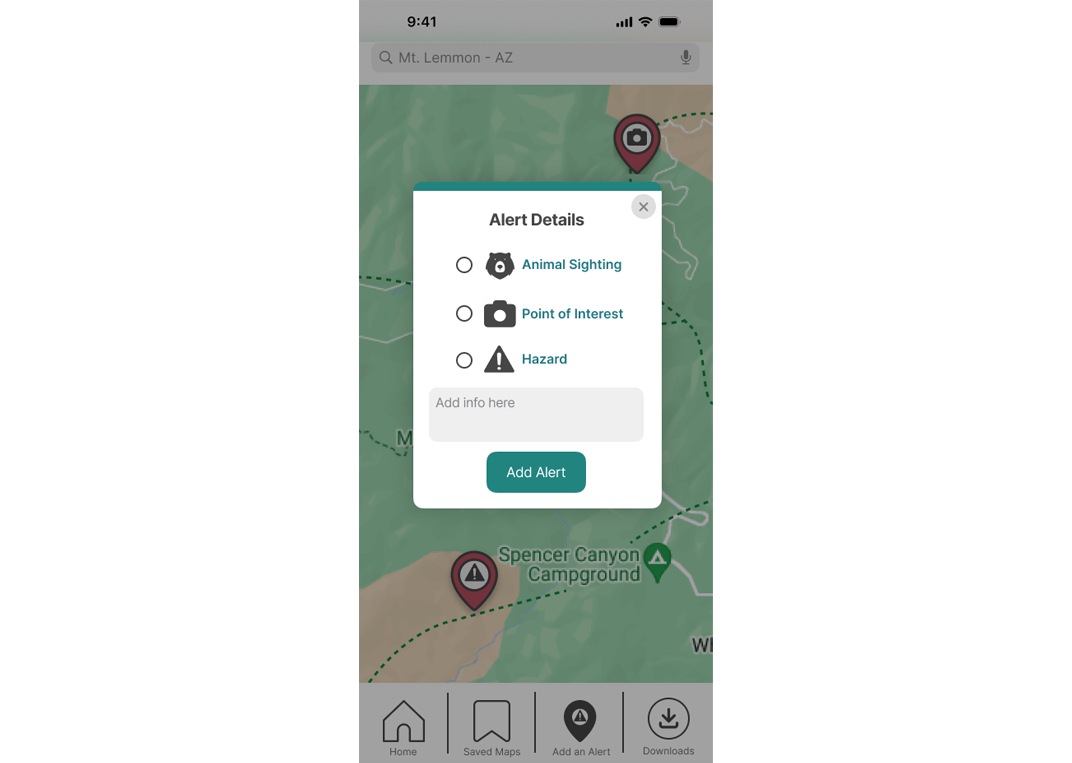 9:41
Mt. Lemmon - AZ
Alert Details
Animal Sighting
Point of Interest
Hazard
Add info here
M
Add Alert
Spencer Canyon
Campground
Wh
Home
Saved Maps
Add an Alert
Downloads